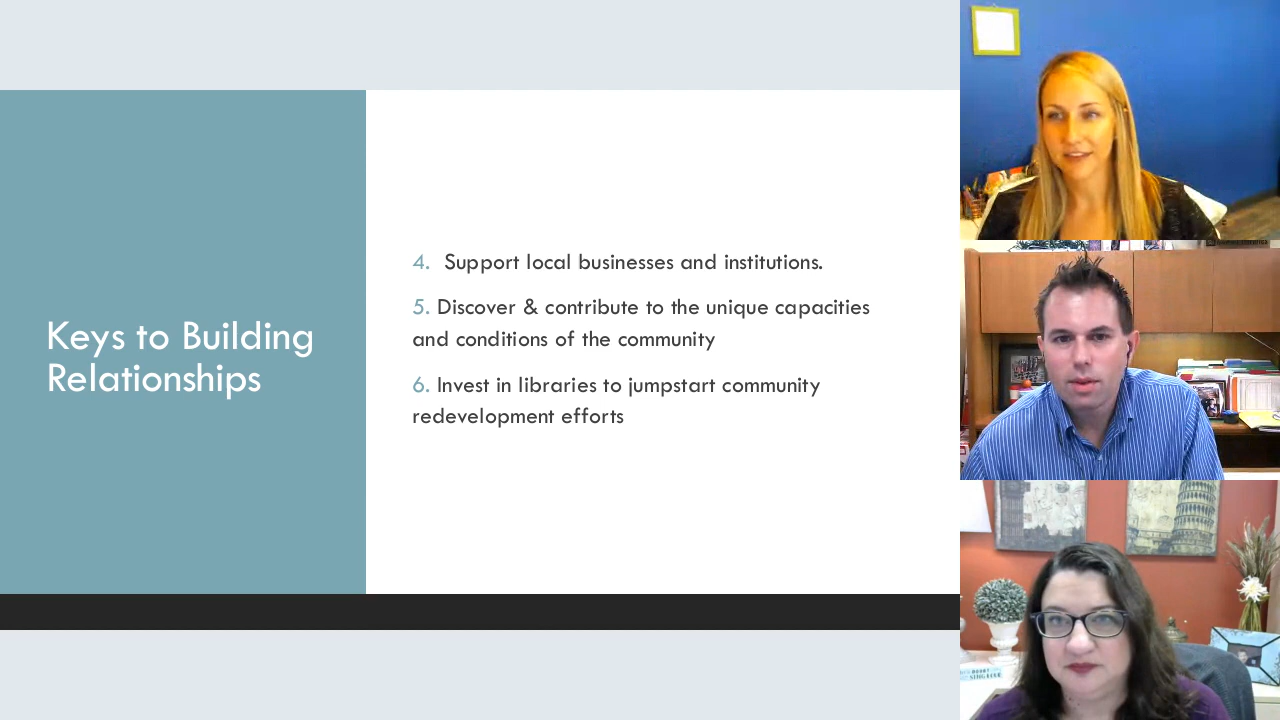 Keys to Building
Relationships
4. Support local businesses and institutions.
5. Discover & contribute to the unique capacities
and conditions of the community
6. Invest in libraries to jumpstart community
redevelopment efforts